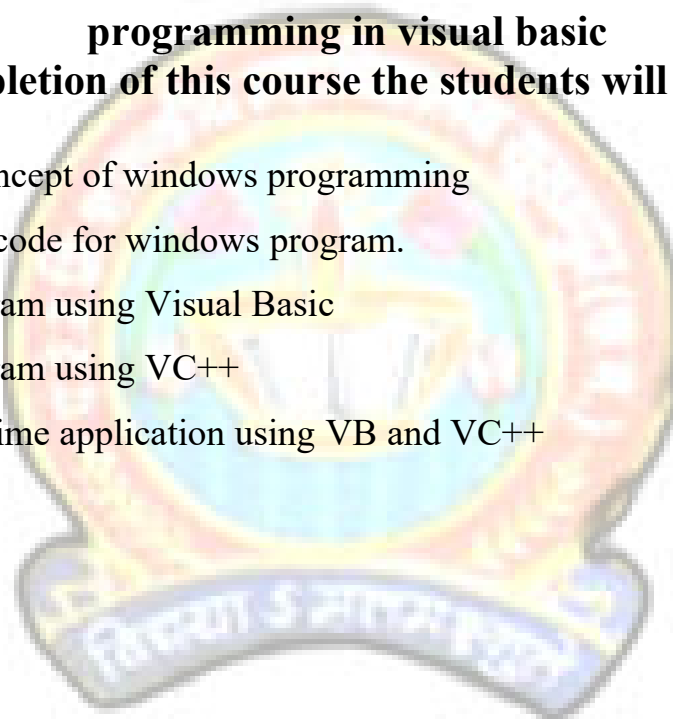 programming in visual basic
pletion of this course the students will
ncept of windows programming
code for windows program.
am using Visual Basic
am using VC++
ime application using VB and VC++